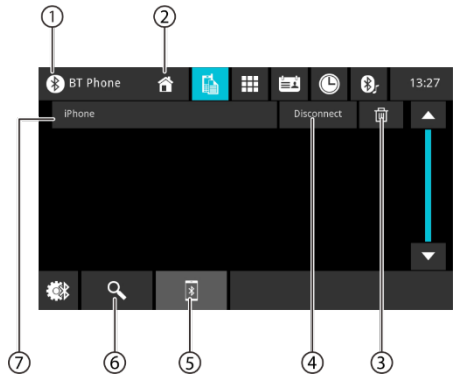 ① ②
BT Phone 13:27
iPhone Disconnect
⑦ ⑥ ⑤ ④ ③